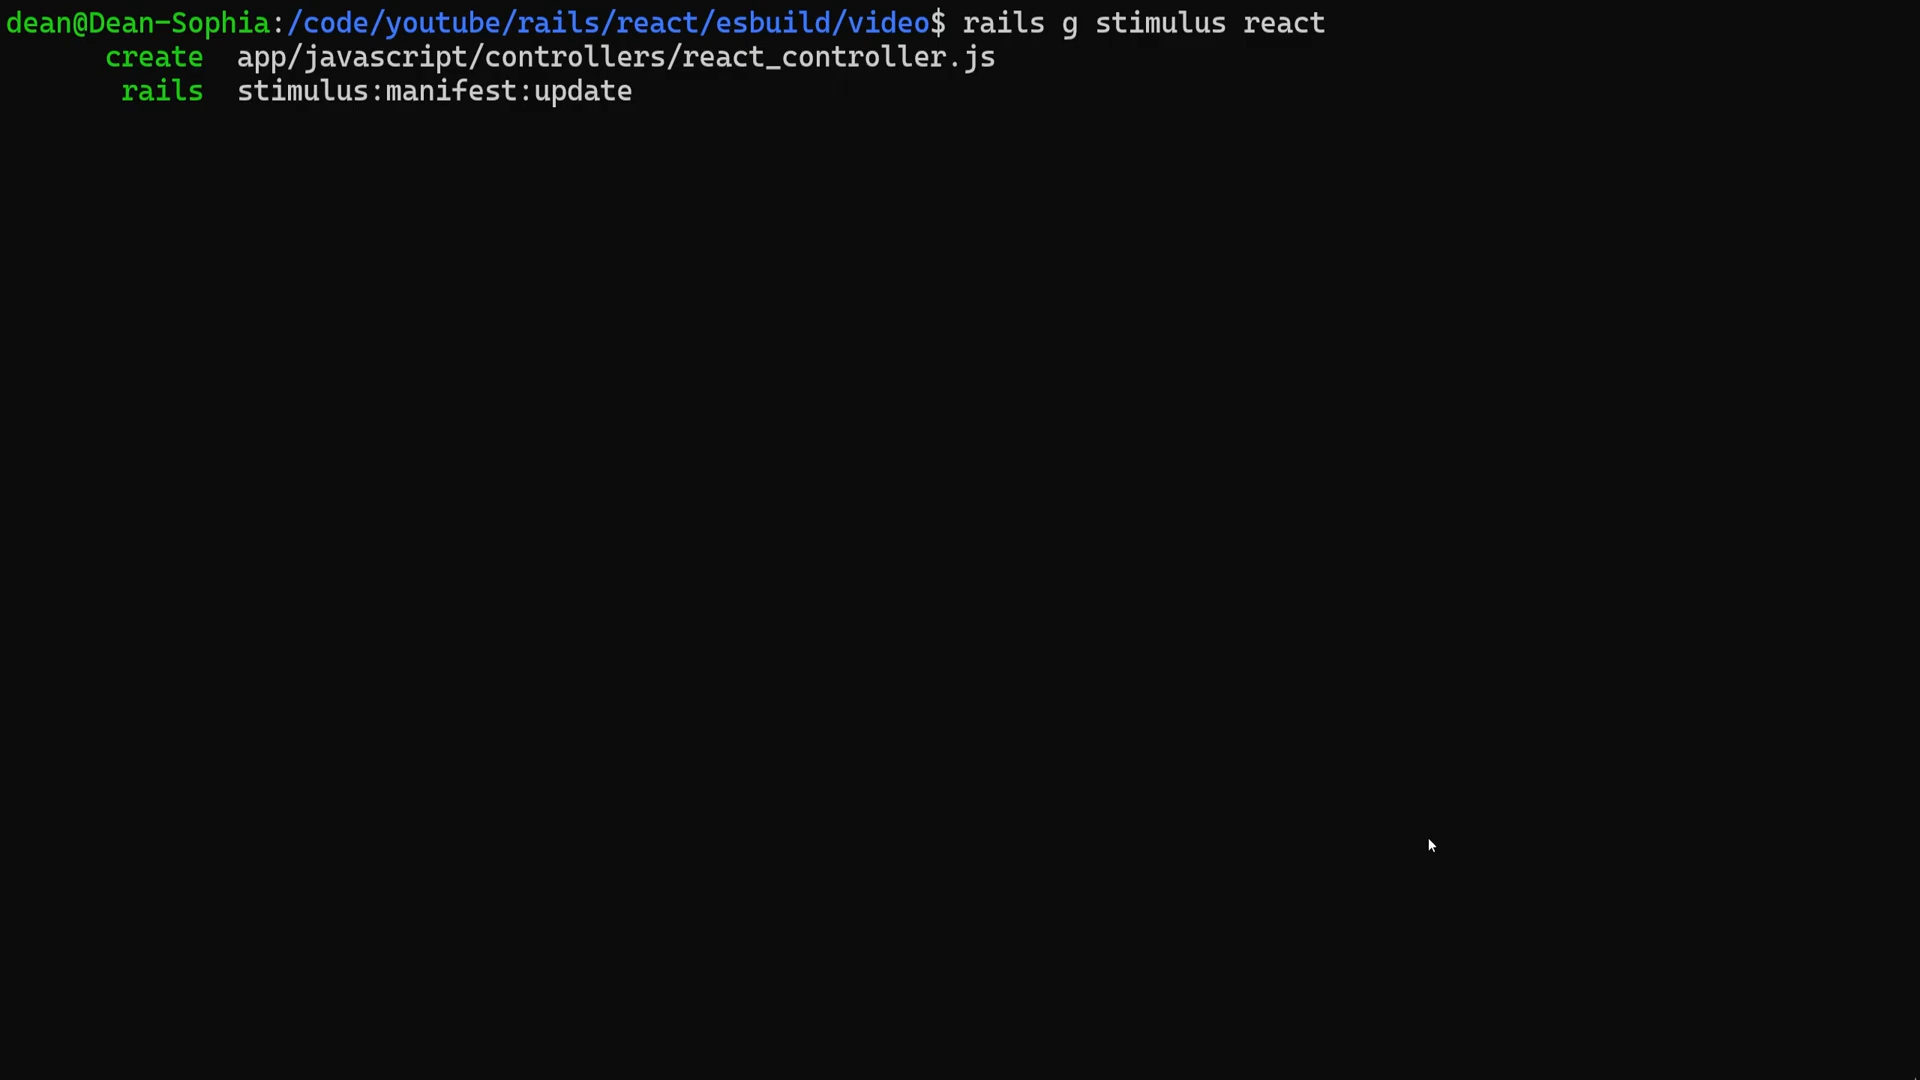 dean@Dean-Sophia:/code/youtube/rails/react/esbuild/video$ rails g stimulus react
create  app/javascript/controllers/react_controller.js
rails  stimulus:manifest:update